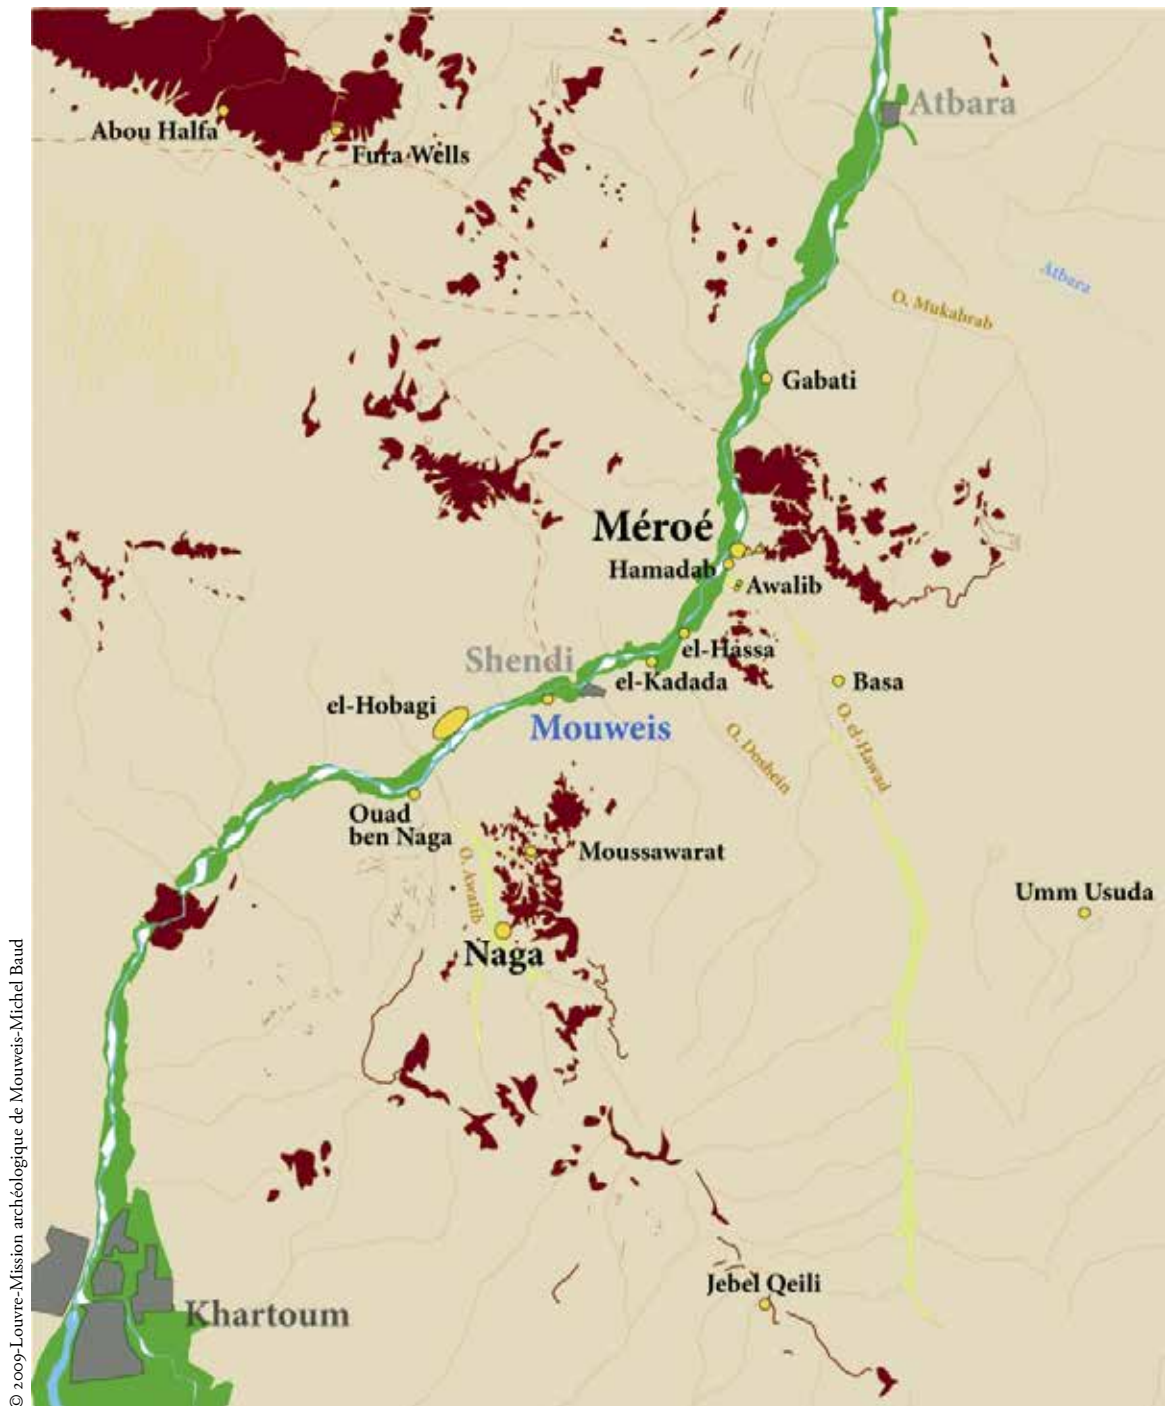 Atbara
Abou Halfa
Fura Wells
Atbara
O. Mukabrab
Gabati
Méroé
Hamadab
Awalib
el-Hassa
Shendi
el-Kadada
Basa
el-Hobagi
Mouweis
O. el-Hawad
O. Doshein
Ouad
ben Naga
O. Awatib
Moussawarat
Umm Usuda
Naga
Jebel Qeili
Khartoum
© 2009-Louvre-Mission archéologique de Mouweis-Michel Baud